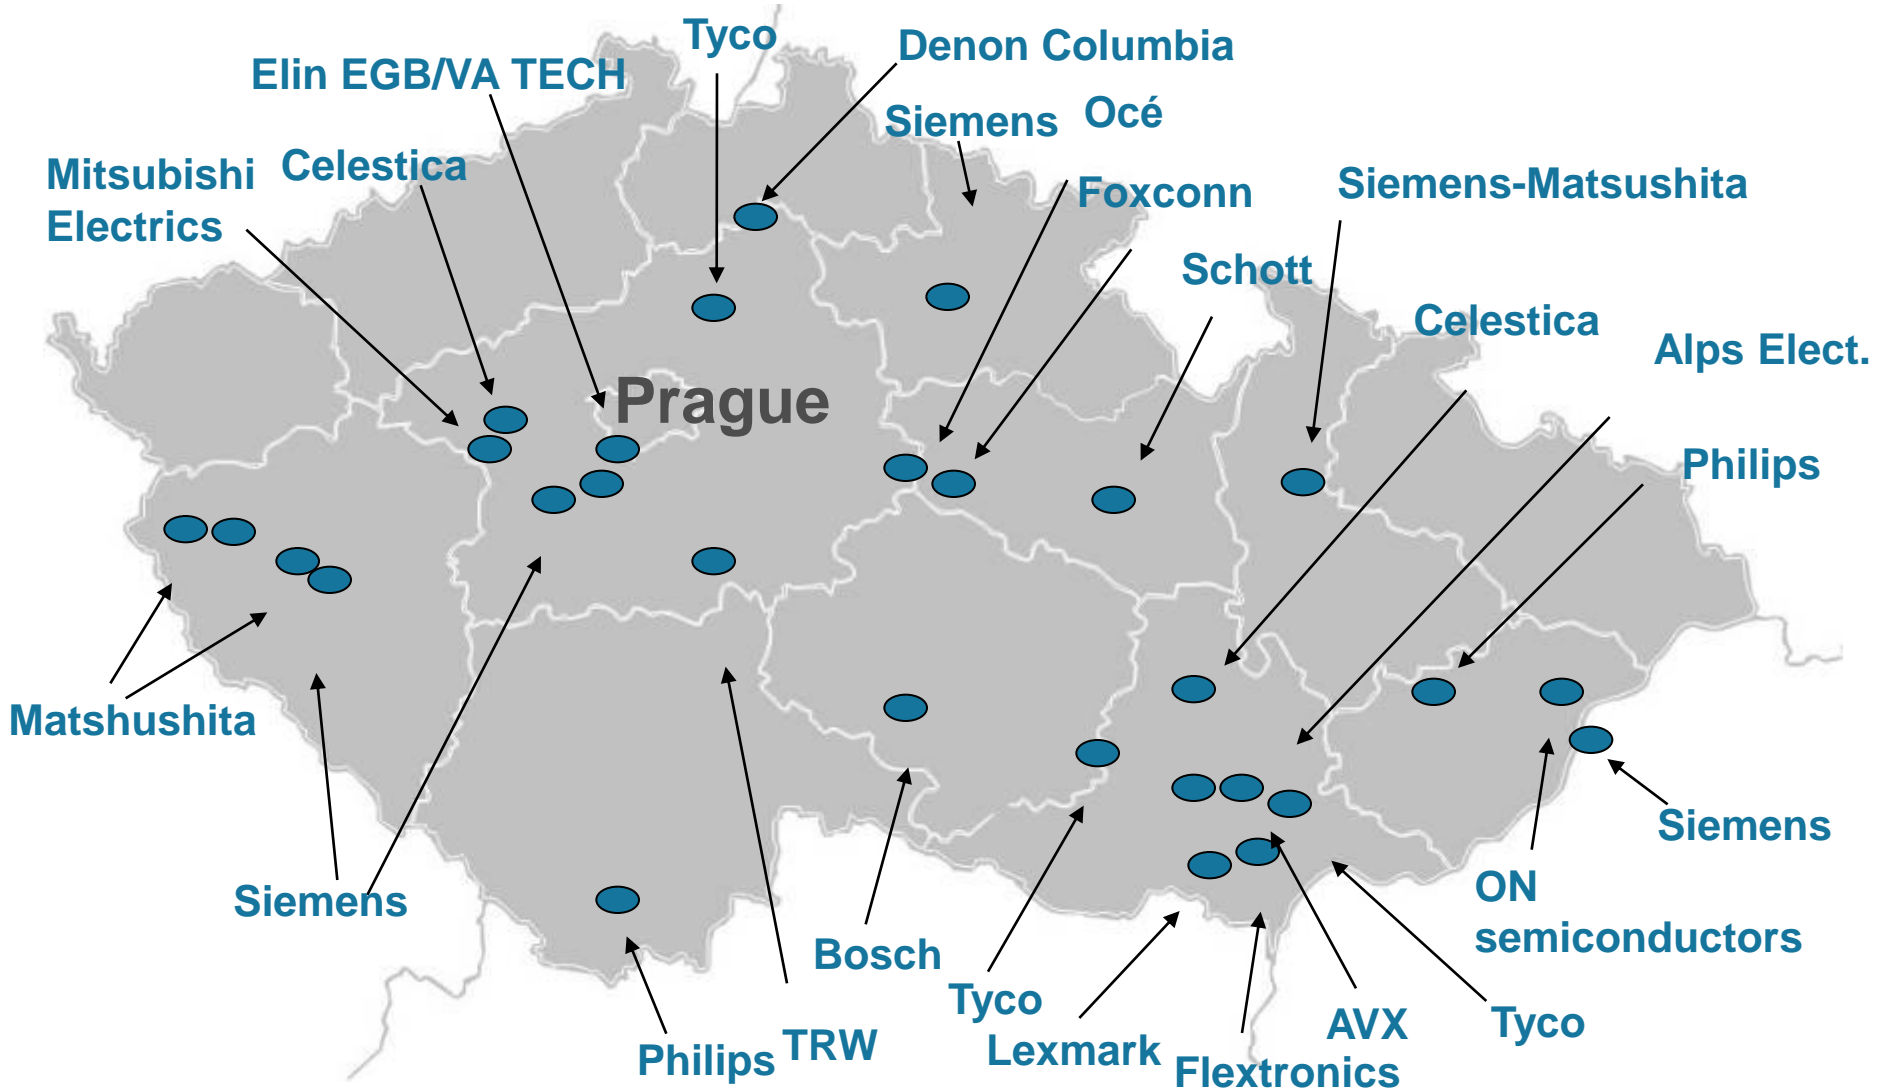 Tyco
Denon Columbia
Elin EGB/VA TECH
Siemens
Océ
Celestica
Mitsubishi
Electrics
Foxconn
Siemens-Matsushita
Schott
Celestica
Alps Elect.
Prague
Philips
Matshushita
Siemens
Siemens
ON
semiconductors
Bosch
Tyco
Lexmark
AVX
Tyco
Philips
TRW
Flextronics